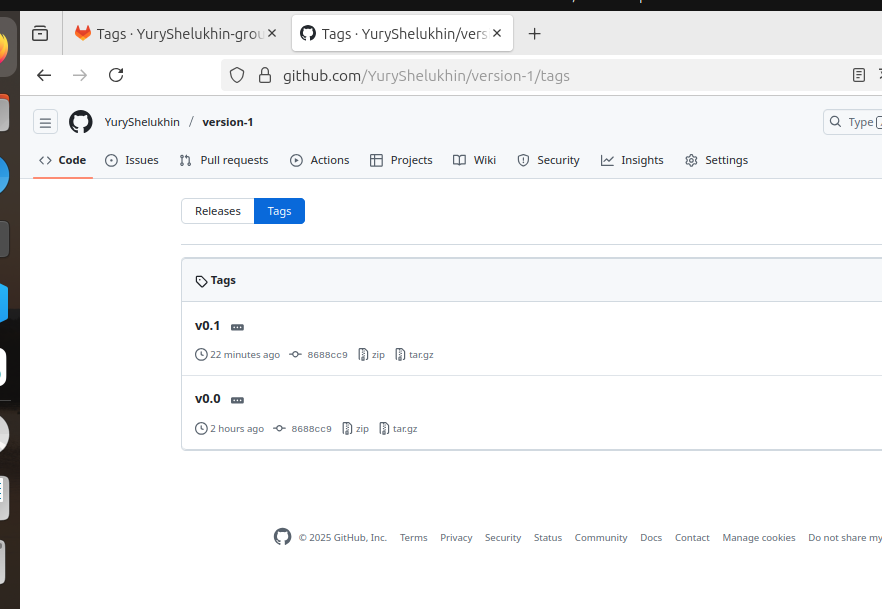 Tags · YuryShelukhin-grou
Tags · YuryShelukhin/vers
github.com/YuryShelukhin/version-1/tags
YuryShelukhin / version-1
Type
Code Issues Pull requests Actions Projects Wiki Security Insights Settings
Releases Tags
Tags
v0.1
22 minutes ago 8688cc9 zip tar.gz
v0.0
2 hours ago 8688cc9 zip tar.gz
© 2025 GitHub, Inc. Terms Privacy Security Status Community Docs Contact Manage cookies Do not share my